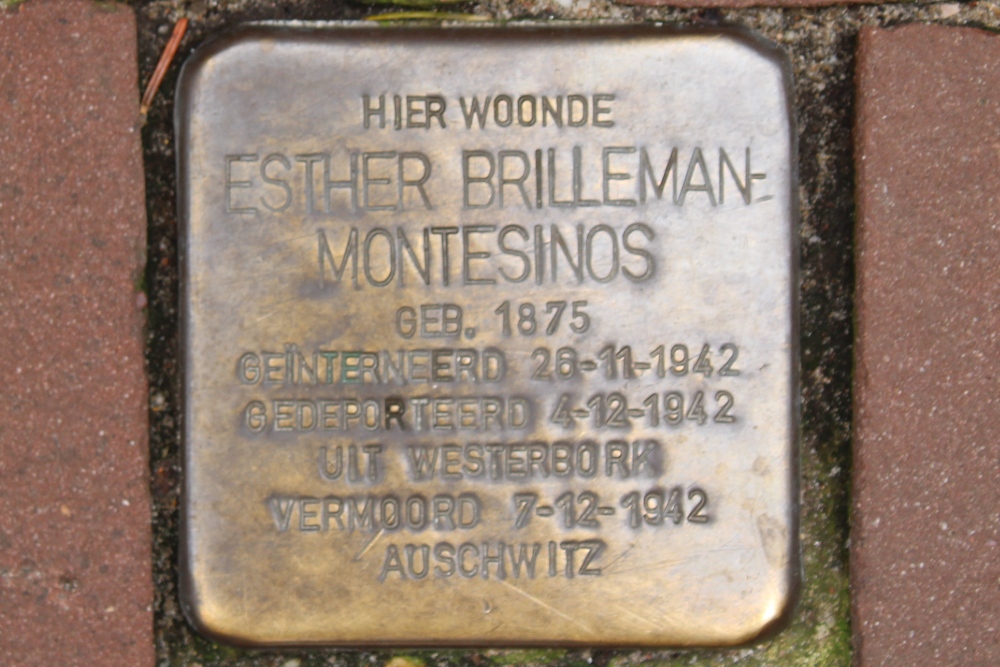 HIER WOONDE
ESTHER BRILLEMAN-
MONTESINOS
GEB. 1875
GEÏNTERNEERD 26-11-1942
GEDEPORTEERD 4-12-1942
UIT WESTERBORK
VERMOORD 7-12-1942
AUSCHWITZ